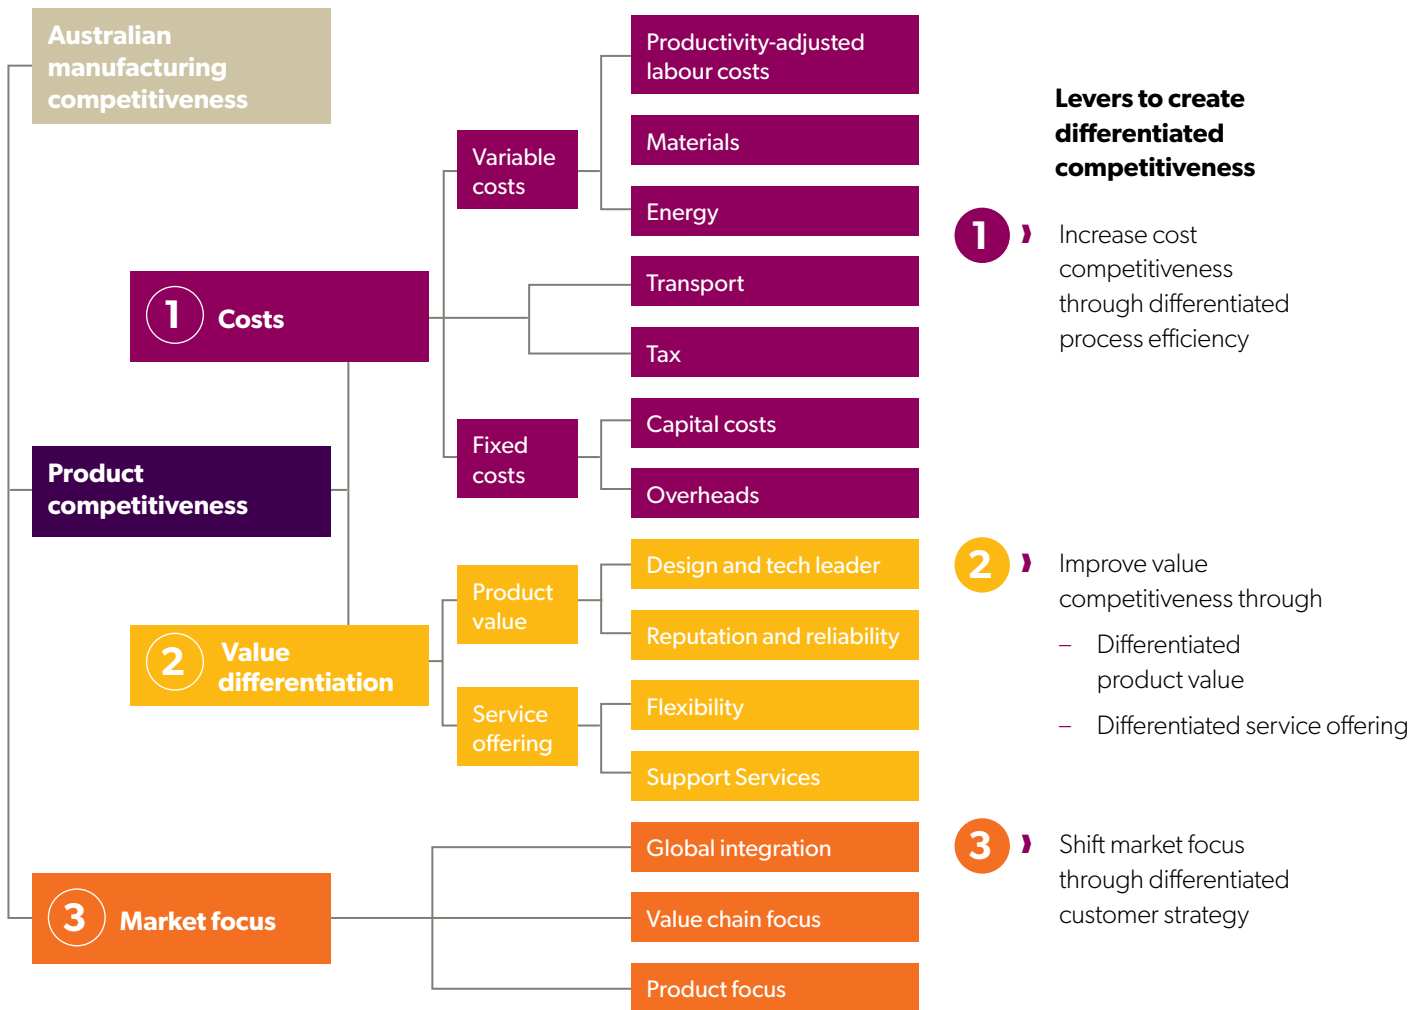 Australian
manufacturing
competitiveness
Product
competitiveness
1 Costs
2 Value
differentiation
3 Market focus
Variable
costs
Fixed
costs
Product
value
Service
offering
Productivity-adjusted
labour costs
Materials
Energy
Transport
Tax
Capital costs
Overheads
Design and tech leader
Reputation and reliability
Flexibility
Support Services
Global integration
Value chain focus
Product focus
Levers to create
differentiated
competitiveness
1 Increase cost
competitiveness
through differentiated
process efficiency
2 Improve value
competitiveness through
– Differentiated
product value
– Differentiated service offering
3 Shift market focus
through differentiated
customer strategy